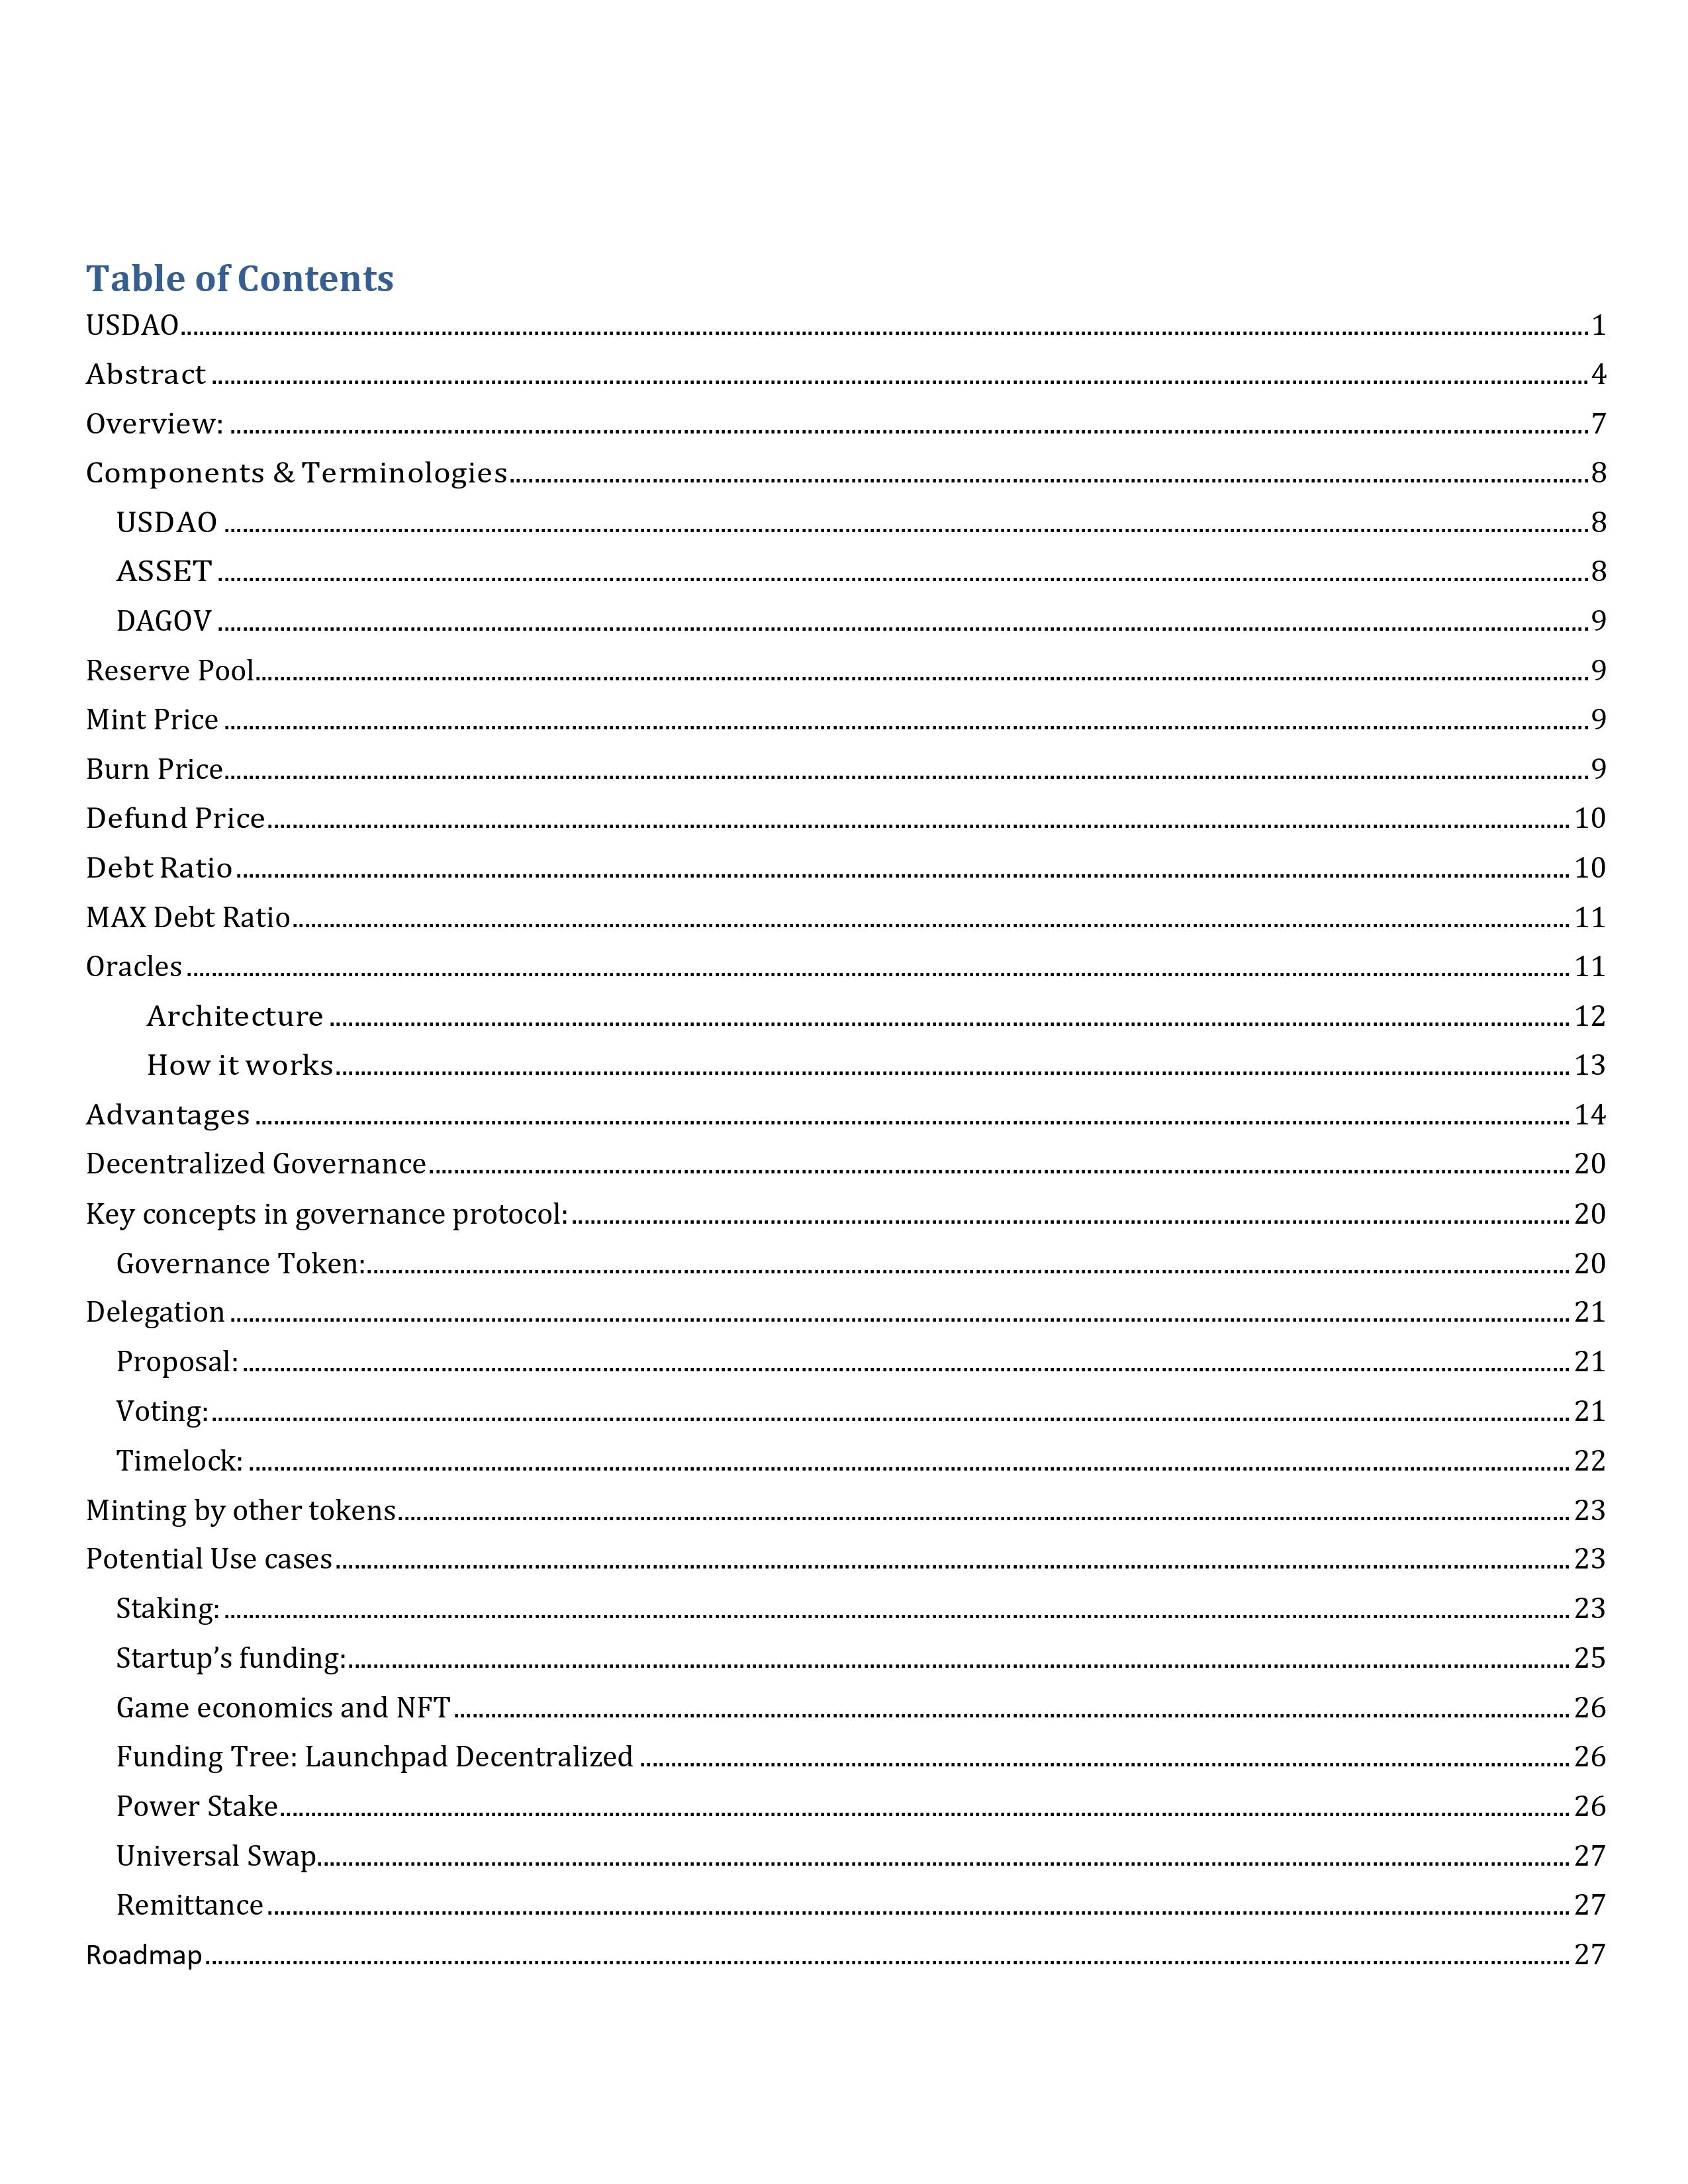 Table of Contents
USDAO 1
Abstract 4
Overview: 7
Components & Terminologies 8
USDAO 8
ASSET 8
DAGOV 9
Reserve Pool 9
Mint Price 9
Burn Price 9
Defund Price 10
Debt Ratio 10
MAX Debt Ratio 11
Oracles 11
Architecture 12
How it works 13
Advantages 14
Decentralized Governance 20
Key concepts in governance protocol: 20
Governance Token: 20
Delegation 21
Proposal: 21
Voting: 21
Timelock: 22
Minting by other tokens 23
Potential Use cases 23
Staking: 23
Startup’s funding: 25
Game economics and NFT 26
Funding Tree: Launchpad Decentralized 26
Power Stake 26
Universal Swap 27
Remittance 27
Roadmap 27